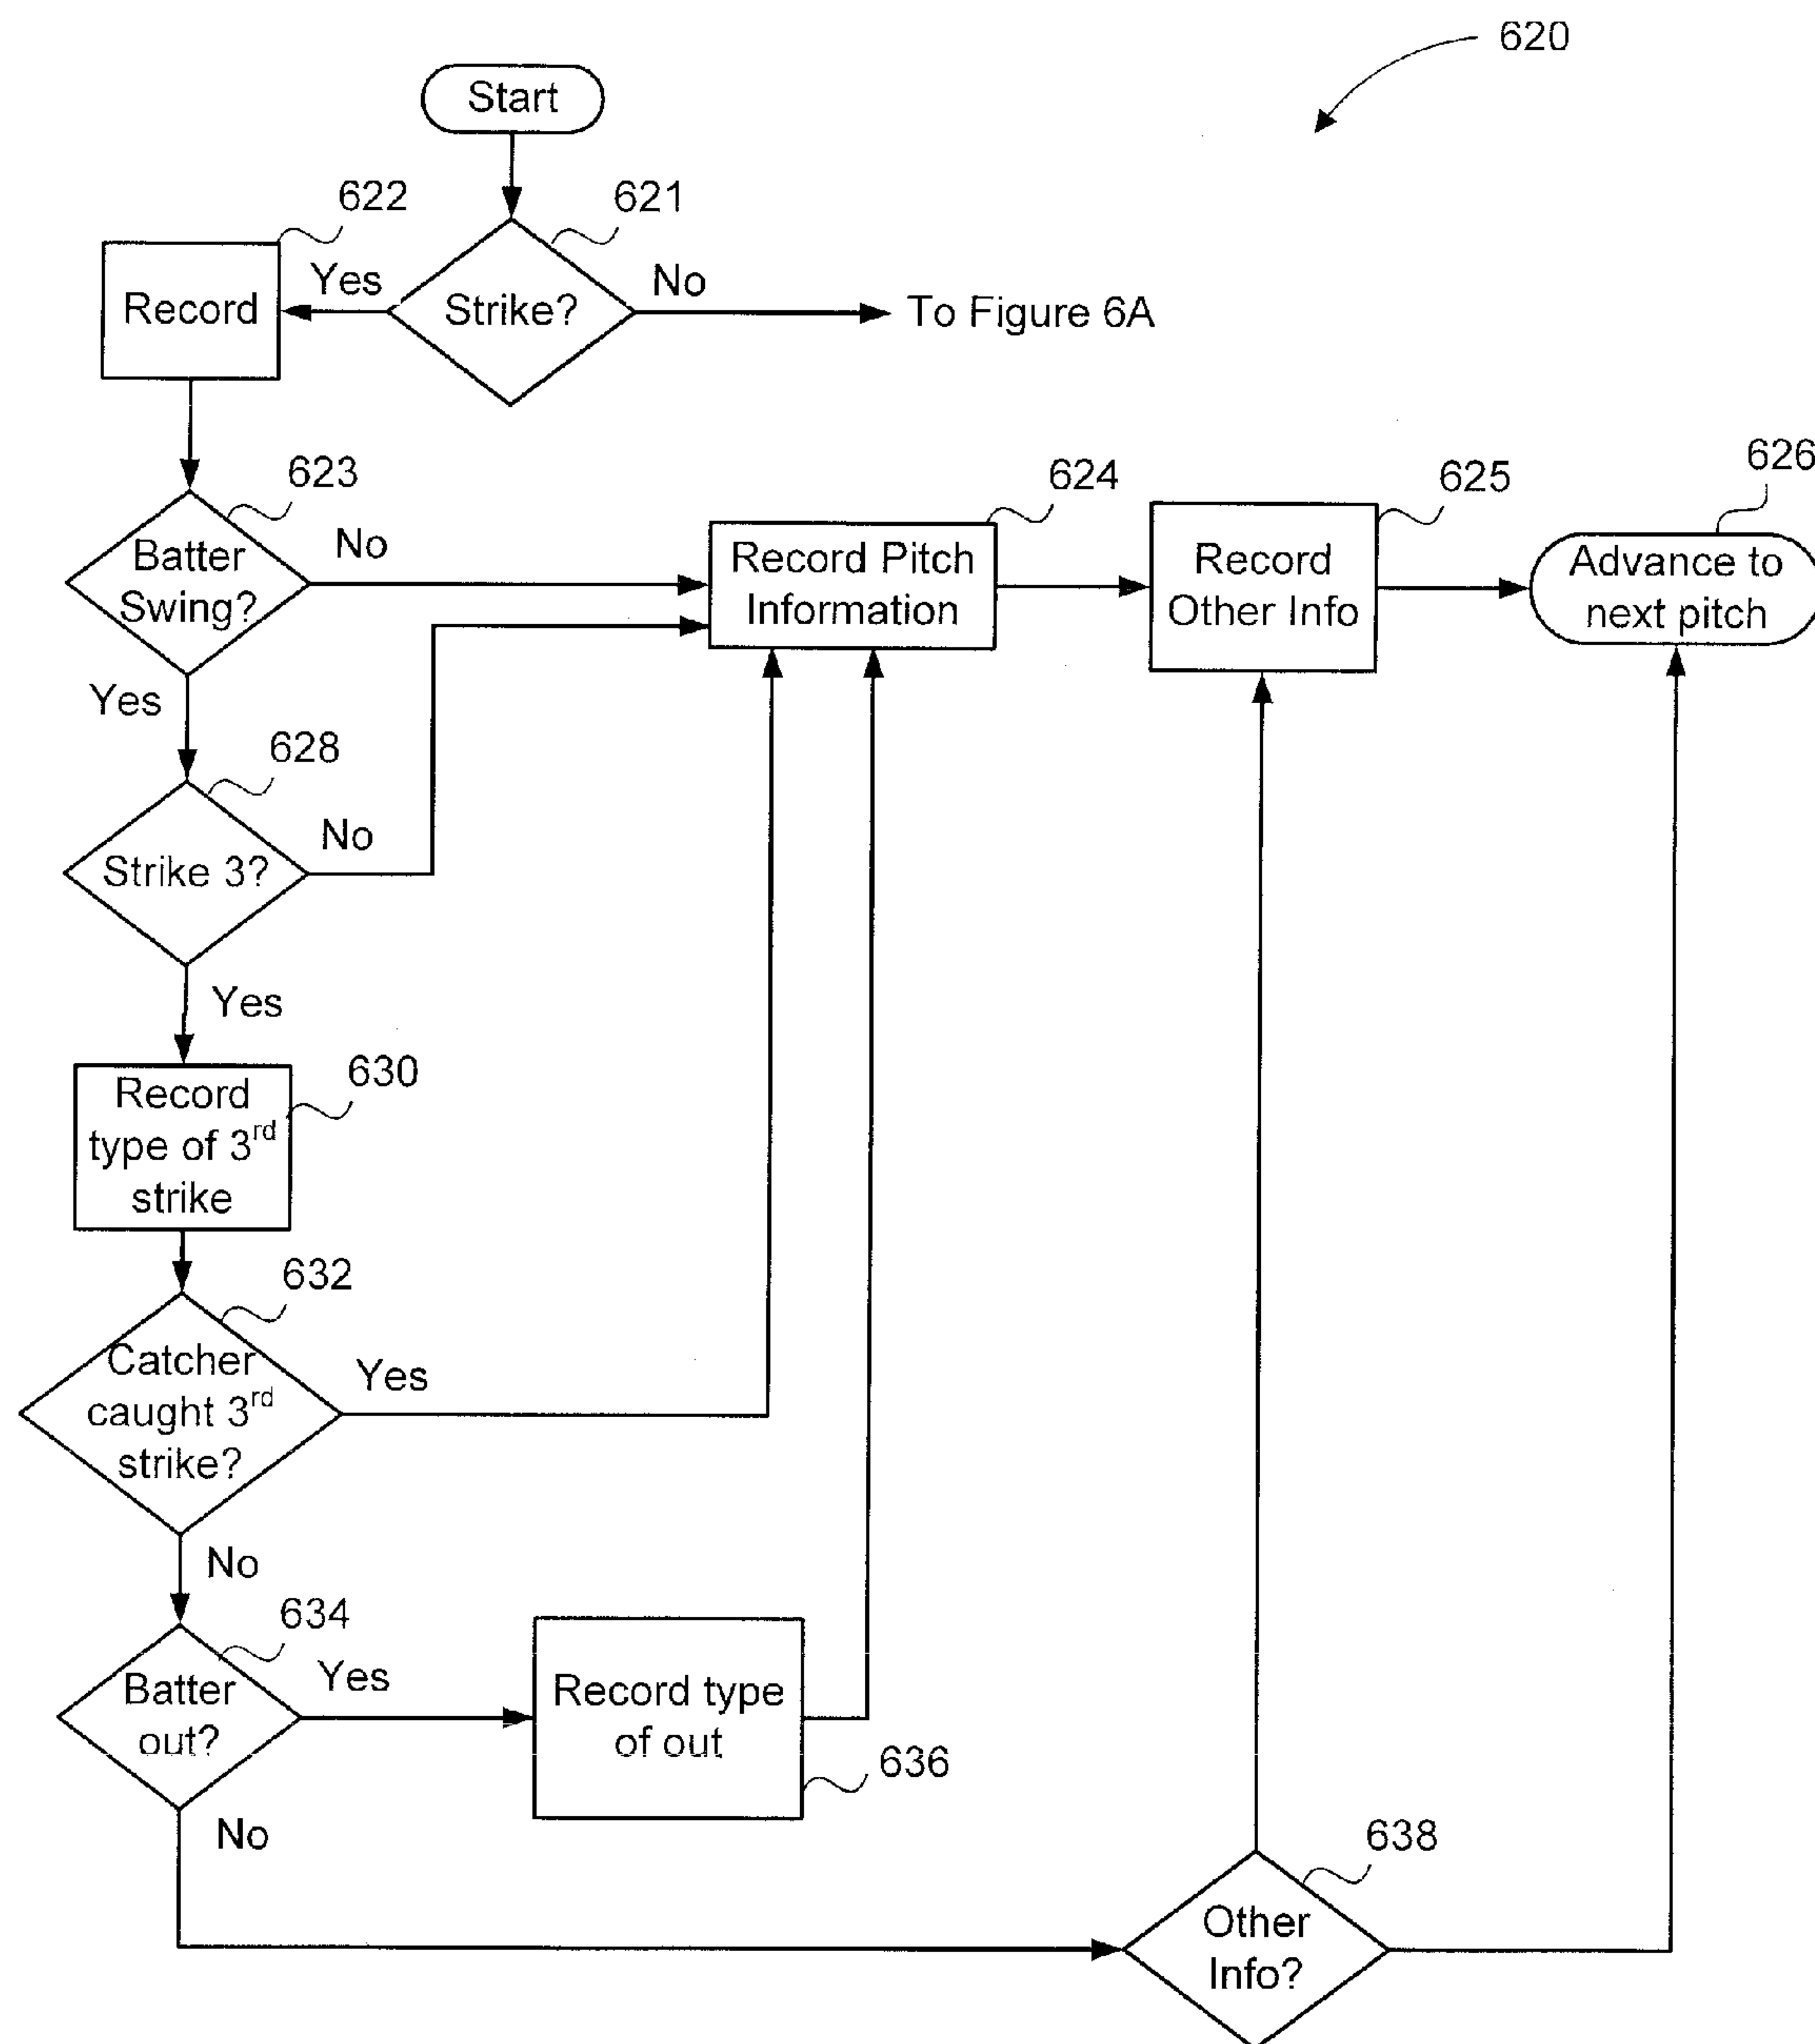 620
Start
622
621
Yes
No
Record
Strike?
To Figure 6A
623
624
625
626
Batter
Swing?
No
Record Pitch
Information
Record
Other Info
Advance to
next pitch
Yes
628
Strike 3?
No
Yes
630
Record
type of 3rd
strike
632
Catcher
caught 3rd
strike?
Yes
No
634
Batter
out?
Yes
Record type
of out
636
No
638
Other
Info?